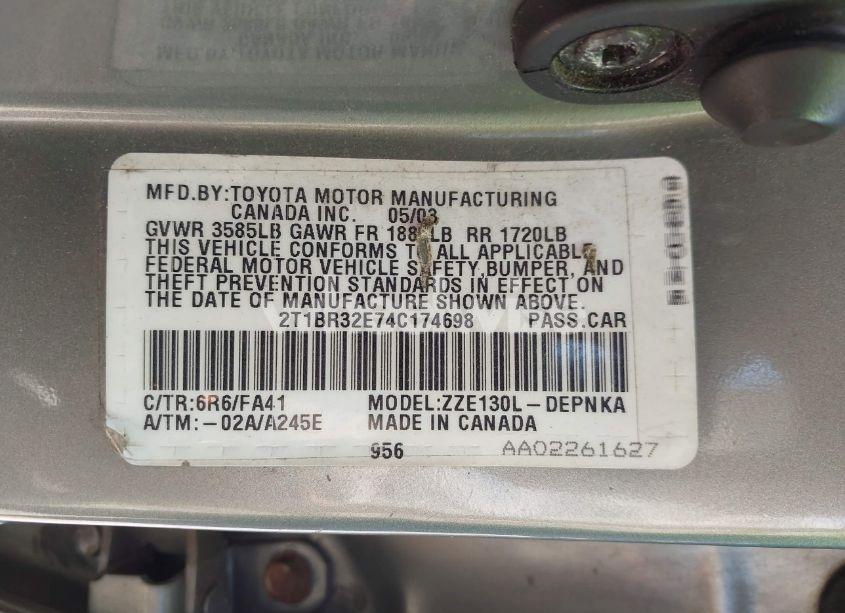 MFD.BY:TOYOTA MOTOR MANUFACTURING
CANADA INC. 05/03
GVWR 3585LB GAWR FR LB RR 1720LB
THIS VEHICLE CONFORMS TO ALL APPLICABLE
FEDERAL MOTOR VEHICLE SAFETY,BUMPER, AND
THEFT PREVENTION STANDARDS IN EFFECT ON
THE DATE OF MANUFACTURE SHOWN ABOVE.
2T1BR32E74C174698 PASS.CAR
C/TR:6R6/FA41 MODEL:ZZE130L-DEPNKA
A/TM:-02A/A245E MADE IN CANADA
956 AA02261627